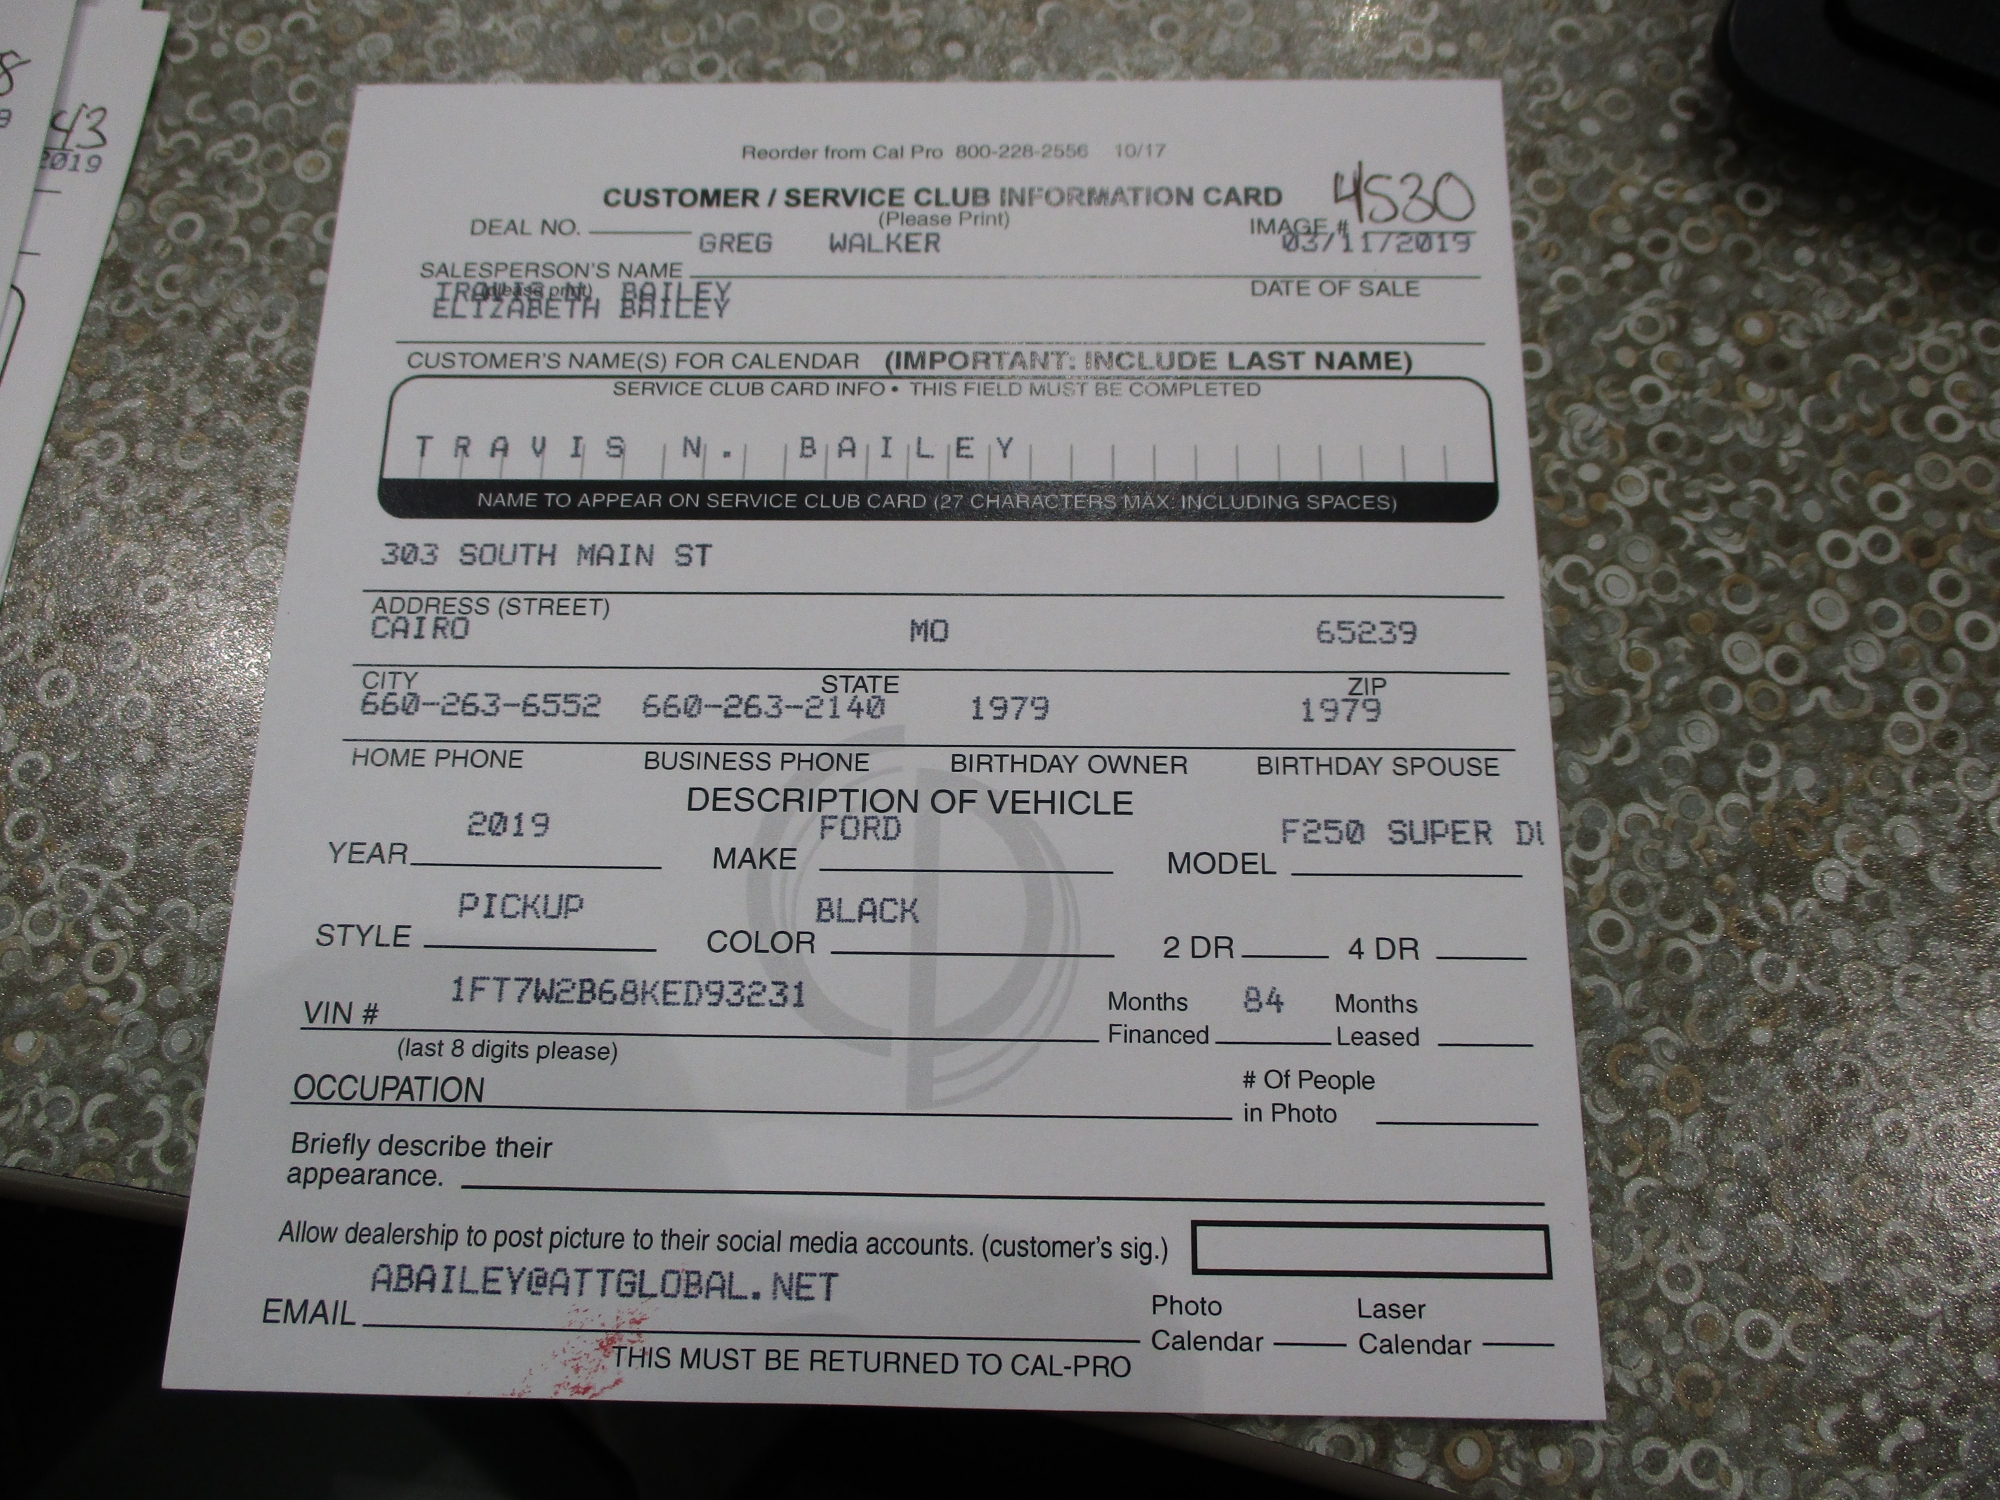 8
43
2019
Reorder from Cal Pro 800-228-2556 10/17
CUSTOMER / SERVICE CLUB INFORMATION CARD
4530
(Please Print)
DEAL NO.
IMAGE #
GREG WALKER
03/11/2019
SALESPERSON'S NAME
(please print)
DATE OF SALE
TRAVIS N. BAILEY
ELIZABETH BAILEY
CUSTOMER'S NAME(S) FOR CALENDAR (IMPORTANT: INCLUDE LAST NAME)
SERVICE CLUB CARD INFO • THIS FIELD MUST BE COMPLETED
TRAVIS N. BAILEY
NAME TO APPEAR ON SERVICE CLUB CARD (27 CHARACTERS MAX. INCLUDING SPACES)
303 SOUTH MAIN ST
ADDRESS (STREET)
CAIRO MO 65239
CITY STATE ZIP
660-263-6552 660-263-2140 1979 1979
HOME PHONE BUSINESS PHONE BIRTHDAY OWNER BIRTHDAY SPOUSE
DESCRIPTION OF VEHICLE
2019 FORD F250 SUPER DU
YEAR MAKE MODEL
PICKUP BLACK
STYLE COLOR 2 DR 4 DR
1FT7W2B68KED93231
VIN #
Months Financed 84 Months Leased
(last 8 digits please)
OCCUPATION
# Of People in Photo
Briefly describe their
appearance.
Allow dealership to post picture to their social media accounts. (customer's sig.)
ABAILEY@ATTGLOBAL.NET
EMAIL
Photo Calendar Laser Calendar
THIS MUST BE RETURNED TO CAL-PRO